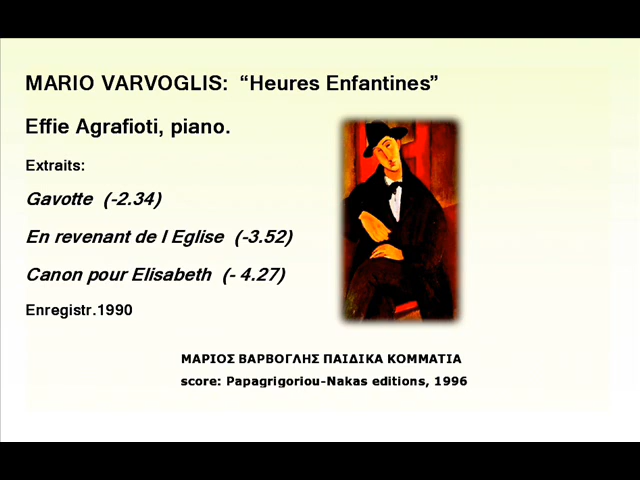 MARIO VARVOGLIS:  “Heures Enfantines”
Effie Agrafioti, piano.
Extraits:
Gavotte  (-2.34)
En revenant de l Eglise  (-3.52)
Canon pour Elisabeth  (- 4.27)
Enregistr.1990
ΜΑΡΙΟΣ ΒΑΡΒΟΓΛΗΣ ΠΑΙΔΙΚΑ ΚΟΜΜΑΤΙΑ
score: Papagrigoriou-Nakas editions, 1996